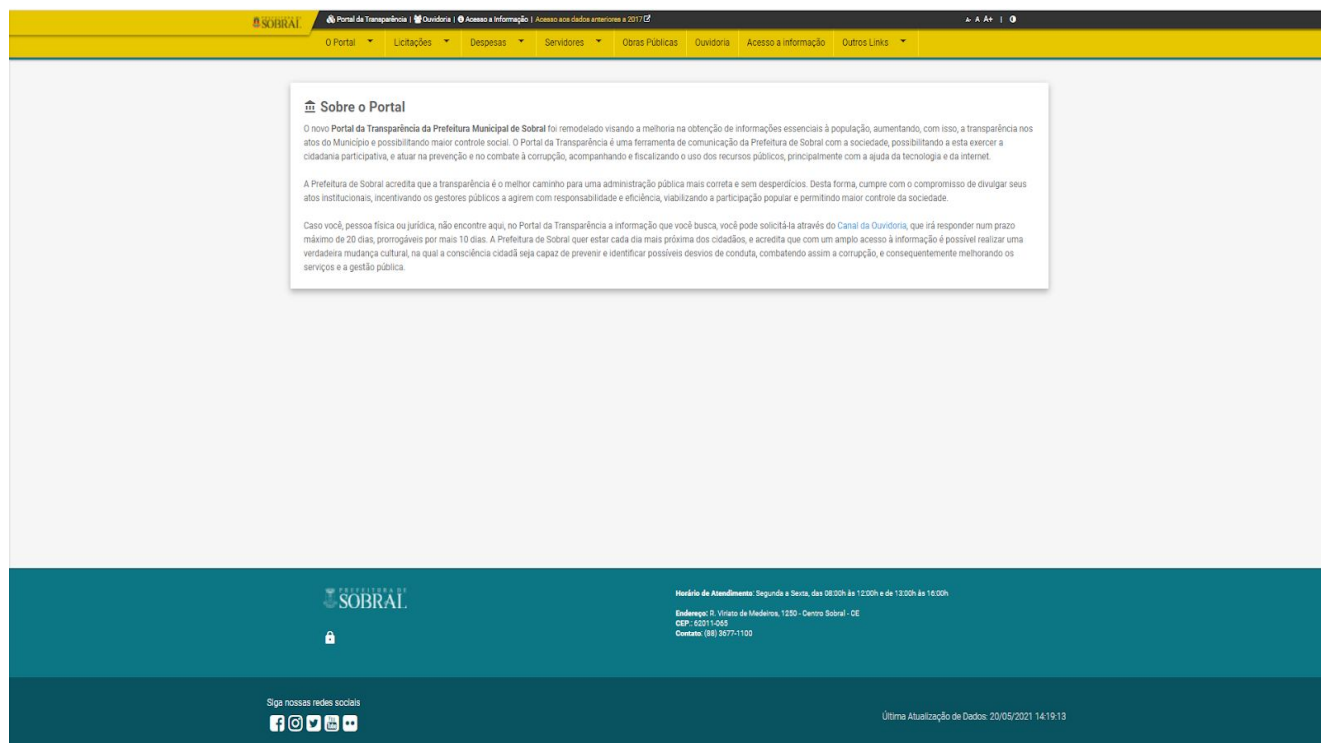 PREFEITURA DE
SOBRAL
Portal da Transparência | Ouvidoria | Acesso a Informação | Acesso aos dados anteriores a 2017
A- A A+ |
O Portal Licitações Despesas Servidores Obras Públicas Ouvidoria Acesso a informação Outros Links
Sobre o Portal
O novo Portal da Transparência da Prefeitura Municipal de Sobral foi remodelado visando a melhoria na obtenção de informações essenciais à população, aumentando, com isso, a transparência nos
atos do Município e possibilitando maior controle social. O Portal da Transparência é uma ferramenta de comunicação da Prefeitura de Sobral com a sociedade, possibilitando a esta exercer a
cidadania participativa, e atuar na prevenção e no combate à corrupção, acompanhando e fiscalizando o uso dos recursos públicos, principalmente com a ajuda da tecnologia e da internet.
A Prefeitura de Sobral acredita que a transparência é o melhor caminho para uma administração pública mais correta e sem desperdícios. Desta forma, cumpre com o compromisso de divulgar seus
atos institucionais, incentivando os gestores públicos a agirem com responsabilidade e eficiência, viabilizando a participação popular e permitindo maior controle da sociedade.
Caso você, pessoa física ou jurídica, não encontre aqui, no Portal da Transparência a informação que você busca, você pode solicitá-la através do Canal da Ouvidoria, que irá responder num prazo
máximo de 20 dias, prorrogáveis por mais 10 dias. A Prefeitura de Sobral quer estar cada dia mais próxima dos cidadãos, e acredita que com um amplo acesso à informação é possível realizar uma
verdadeira mudança cultural, na qual a consciência cidadã seja capaz de prevenir e identificar possíveis desvios de conduta, combatendo assim a corrupção, e consequentemente melhorando os
serviços e a gestão pública.
PREFEITURA DE
SOBRAL
Horário de Atendimento: Segunda a Sexta, das 08:00h às 12:00h e de 13:00h às 16:00h
Endereço: R. Viriato de Medeiros, 1250 - Centro Sobral - CE
CEP.: 62011-065
Contato: (88) 3677-1100
Siga nossas redes sociais
Última Atualização de Dados: 20/05/2021 14:19:13